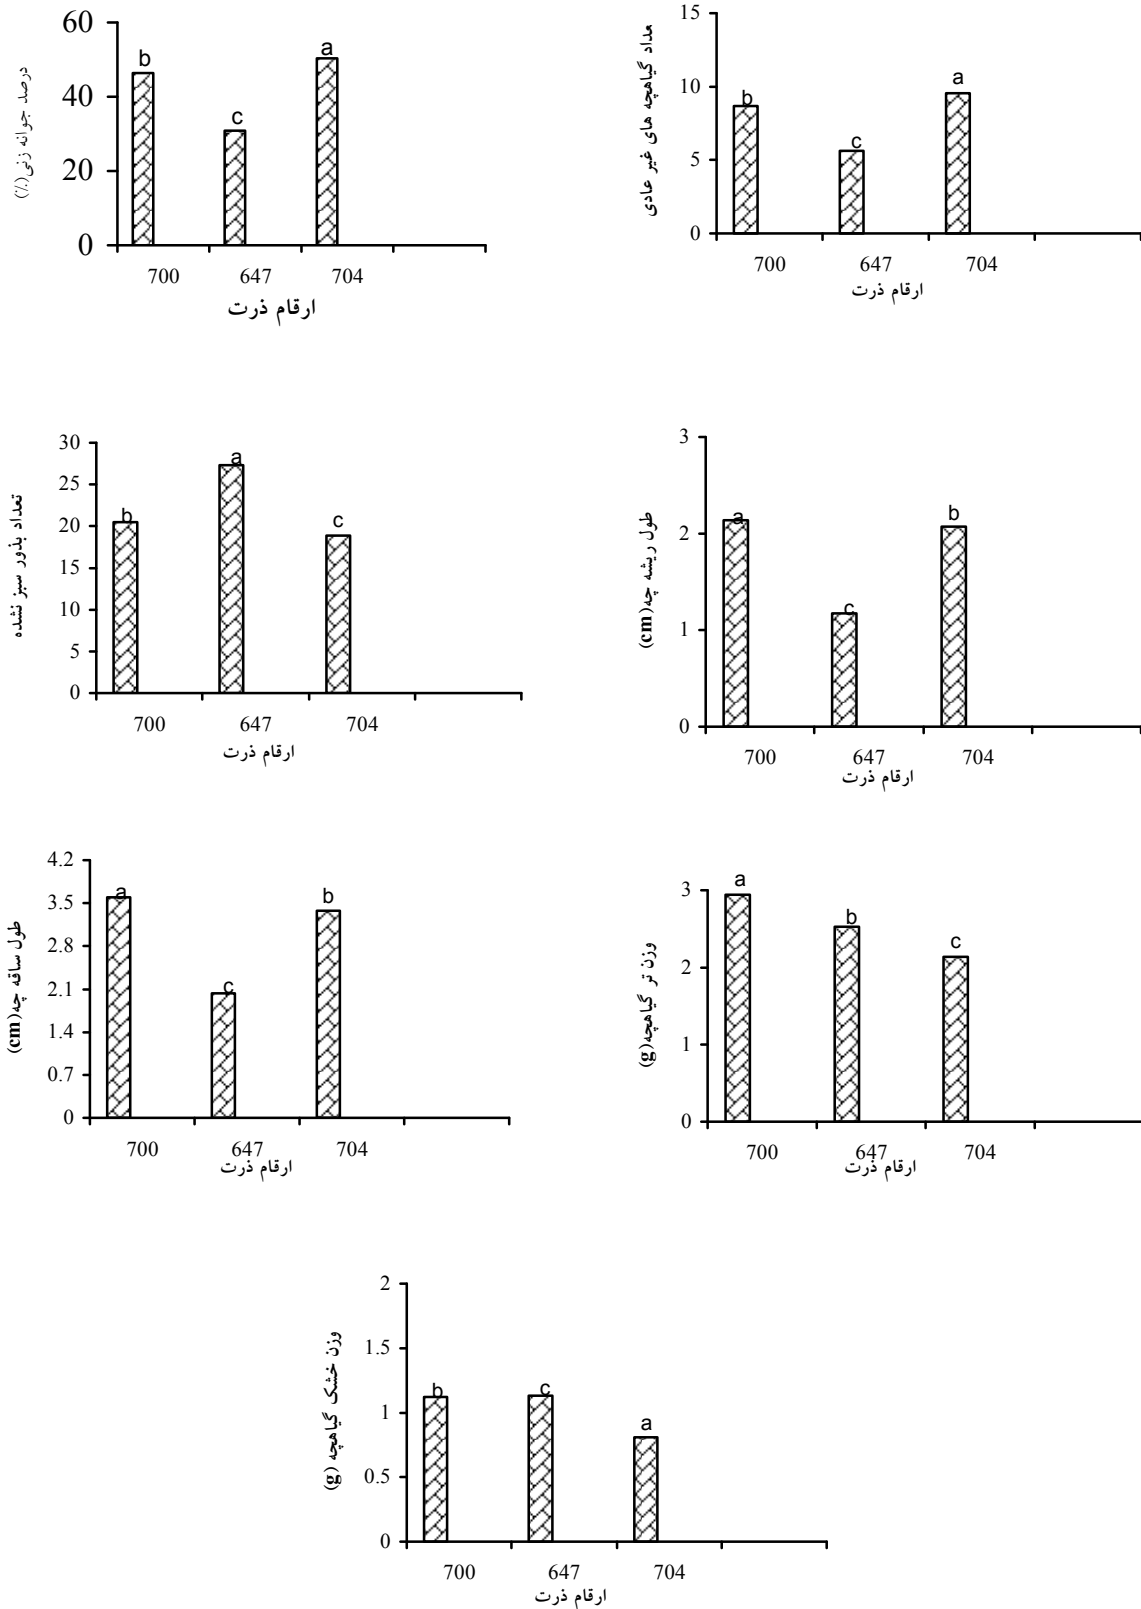 درصد جوانه زنی(٪)
60
40
20
0
b
c
a
700 647 704
ارقام ذرت
عداد گیاهچه های غیر عادی
15
10
5
0
b
c
a
700 647 704
ارقام ذرت
تعداد بذور سبز نشده
30
25
20
15
10
5
0
b
a
c
700 647 704
ارقام ذرت
طول ریشه چه(cm)
3
2
1
0
a
c
b
700 647 704
ارقام ذرت
طول ساقه چه(cm)
4.2
3.5
2.8
2.1
1.4
0.7
0
a
c
b
700 647 704
ارقام ذرت
وزن تر گیاهچه(g)
3
2
1
0
a
b
c
700 647 704
ارقام ذرت
وزن خشک گیاهچه (g)
2
1.5
1
0.5
0
b
c
a
700 647 704
ارقام ذرت